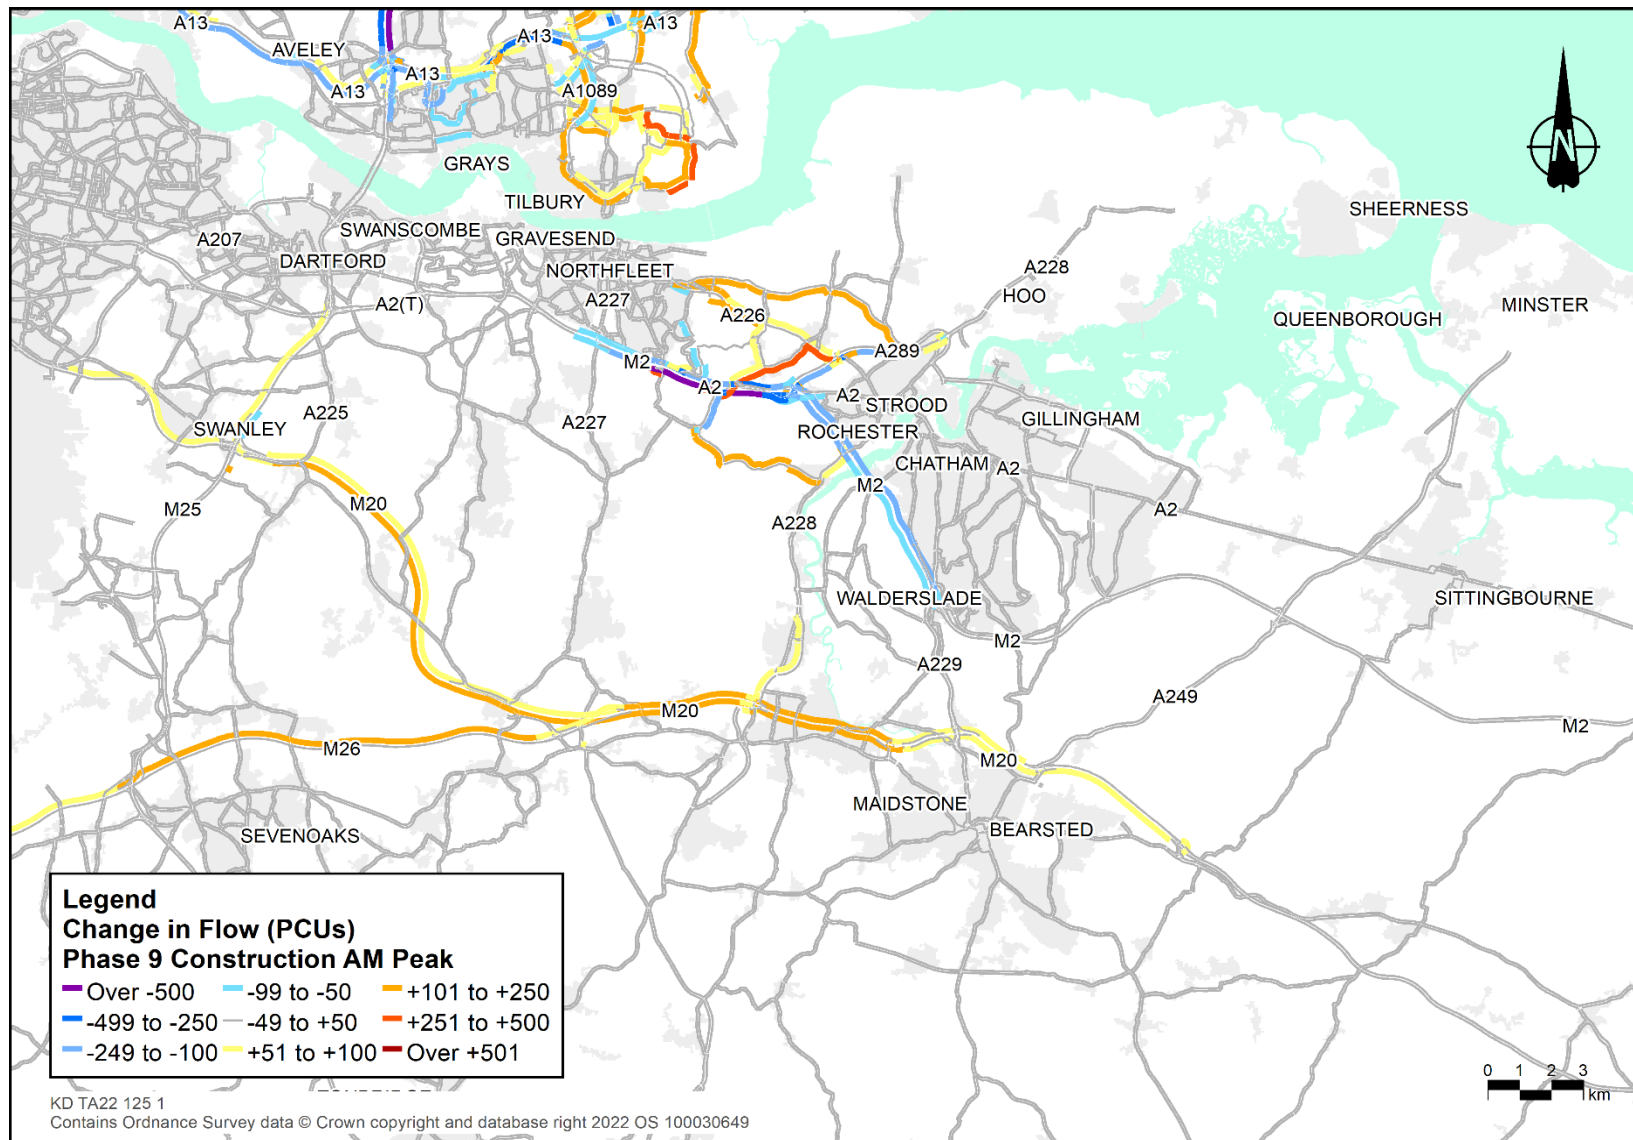 A13
A13
A13
AVELEY
A13
A13
A1089
GRAYS
TILBURY
SHEERNESS
SWANSCOMBE
A207
GRAVESEND
DARTFORD
NORTHFLEET
A228
HOO
A2(T)
A227
A226
MINSTER
QUEENBOROUGH
M2
A289
A2
A2
STROOD
A225
A227
GILLINGHAM
SWANLEY
ROCHESTER
CHATHAM
A2
M20
M2
M25
A228
A2
WALDERSLADE
SITTINGBOURNE
M2
A229
A249
M20
M2
M26
M20
MAIDSTONE
BEARSTED
SEVENOAKS
N
Legend
Change in Flow (PCUs)
Phase 9 Construction AM Peak
Over -500
-99 to -50
+101 to +250
-499 to -250
-49 to +50
+251 to +500
-249 to -100
+51 to +100
Over +501
0 1 2 3
km
KD TA22 125 1
Contains Ordnance Survey data © Crown copyright and database right 2022 OS 100030649